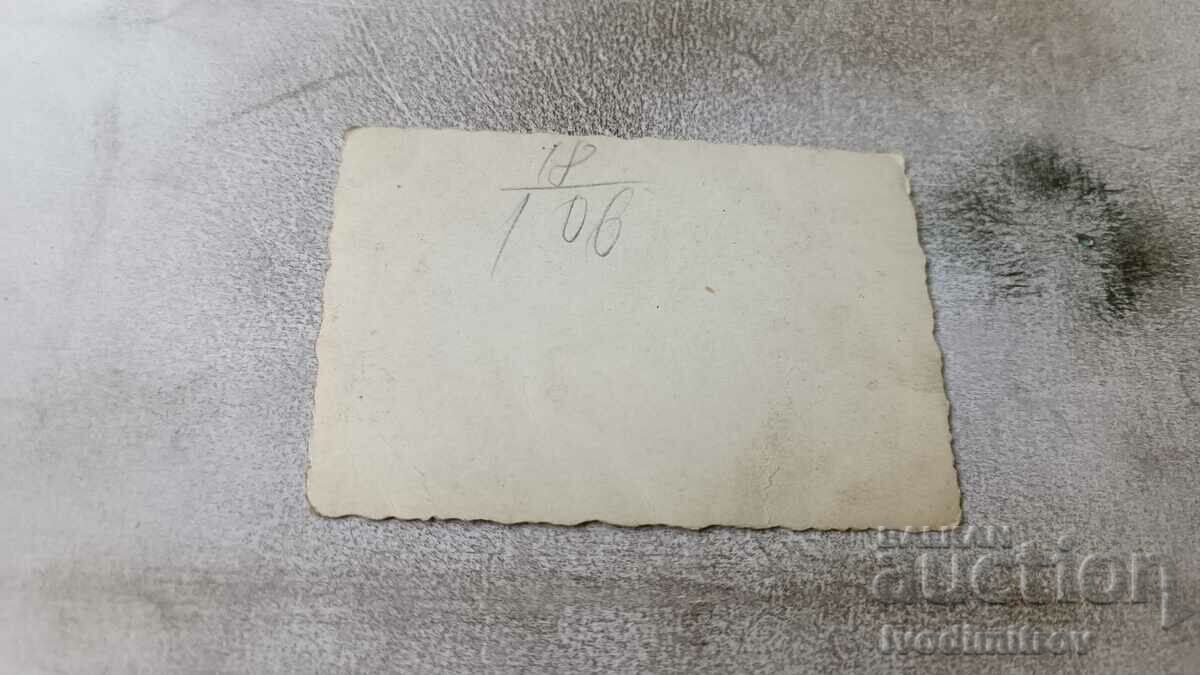 18
1 06
BALKAN
auction
ivodimitrov